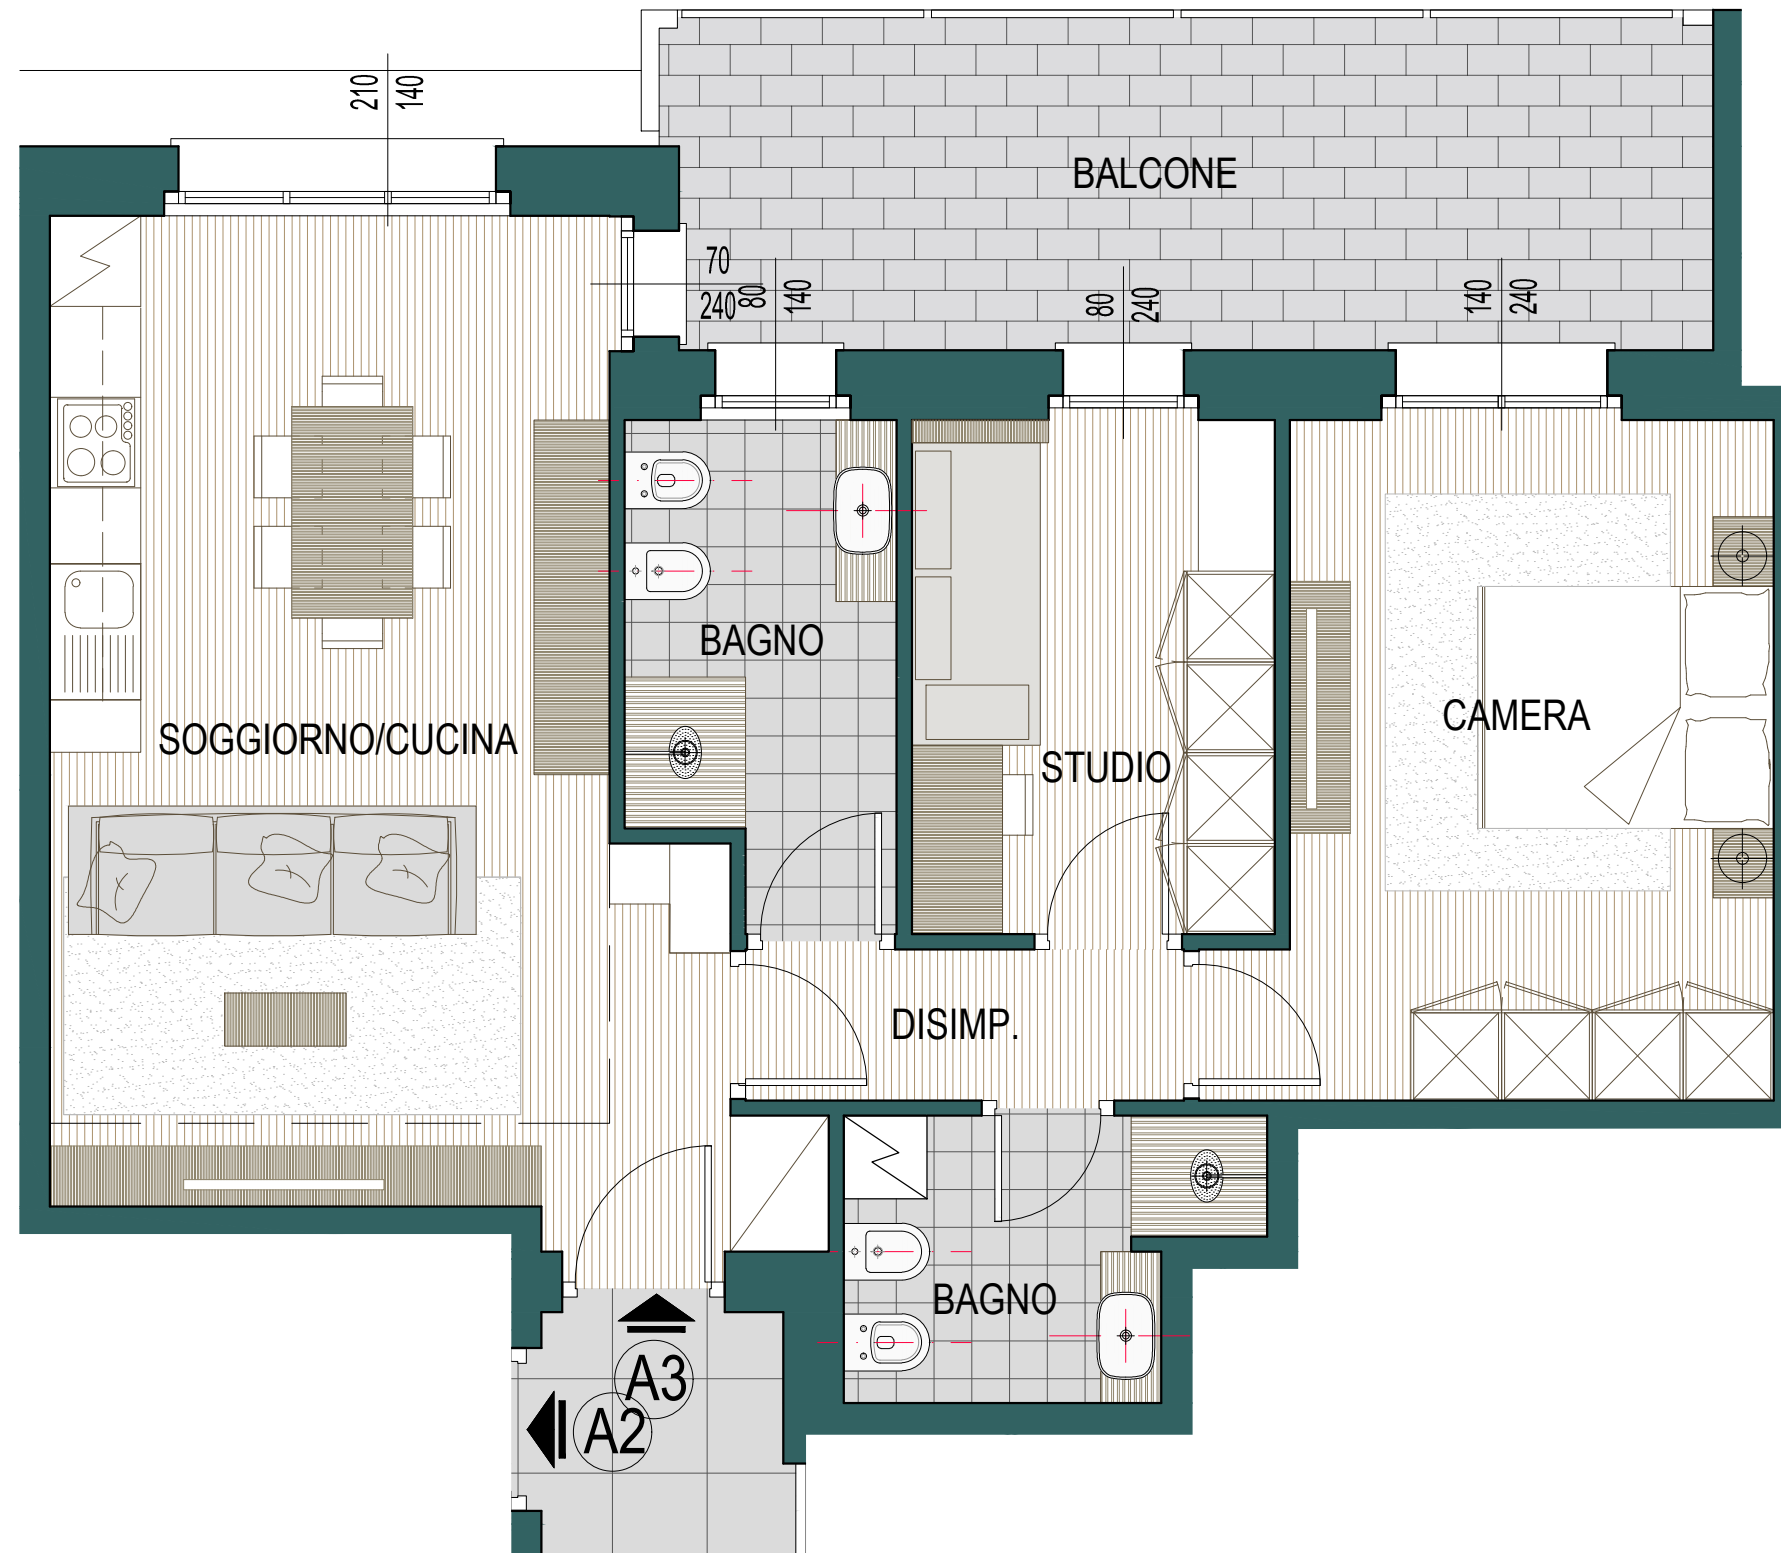 210
140
BALCONE
70
240
80
140
80
240
140
240
BAGNO
SOGGIORNO/CUCINA
STUDIO
CAMERA
DISIMP.
BAGNO
A3
A2